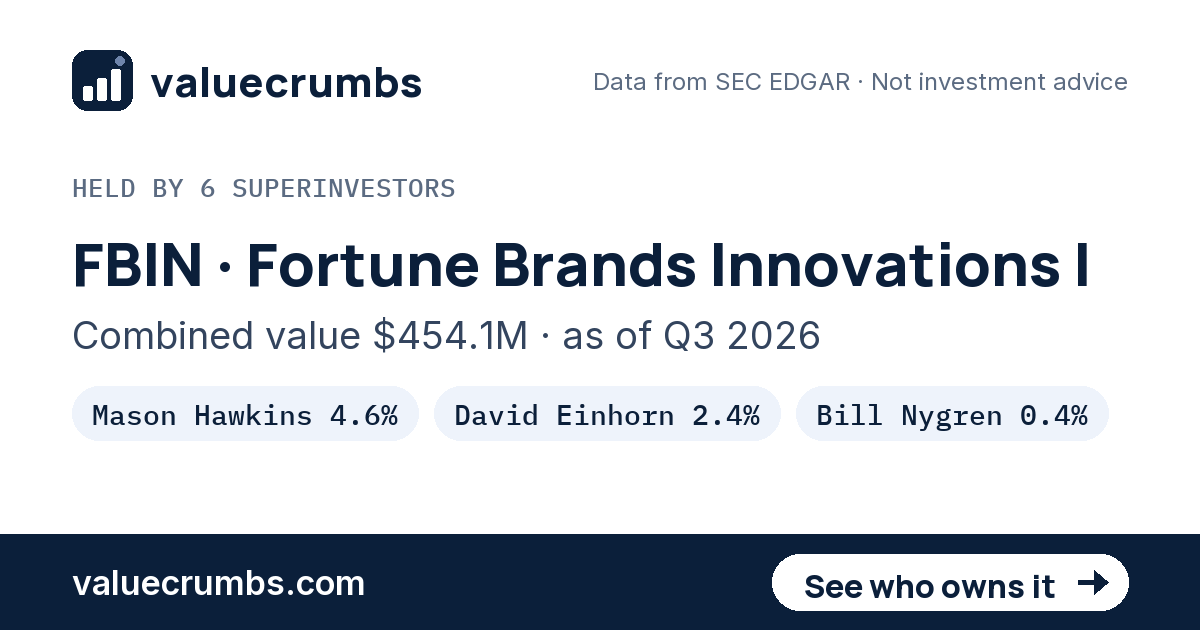 valuecrumbs
Data from SEC EDGAR · Not investment advice
HELD BY 6 SUPERINVESTORS
FBIN · Fortune Brands Innovations I
Combined value $454.1M · as of Q3 2026
Mason Hawkins 4.6% David Einhorn 2.4% Bill Nygren 0.4%
valuecrumbs.com
See who owns it →